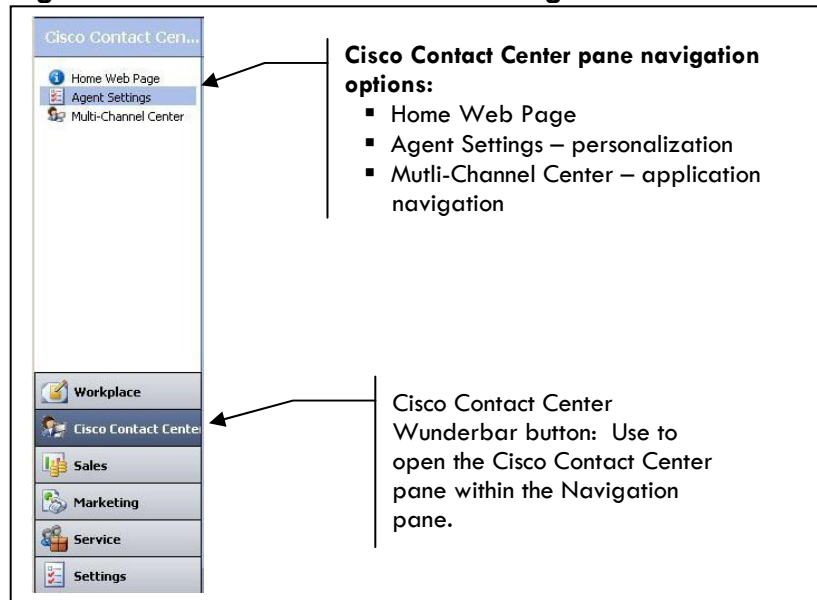 Cisco Contact Cen...
Home Web Page
Agent Settings
Multi-Channel Center
Cisco Contact Center pane navigation
options:
▪ Home Web Page
▪ Agent Settings – personalization
▪ Mutli-Channel Center – application
navigation
Workplace
Cisco Contact Cente
Sales
Marketing
Service
Settings
Cisco Contact Center
Wunderbar button: Use to
open the Cisco Contact Center
pane within the Navigation
pane.